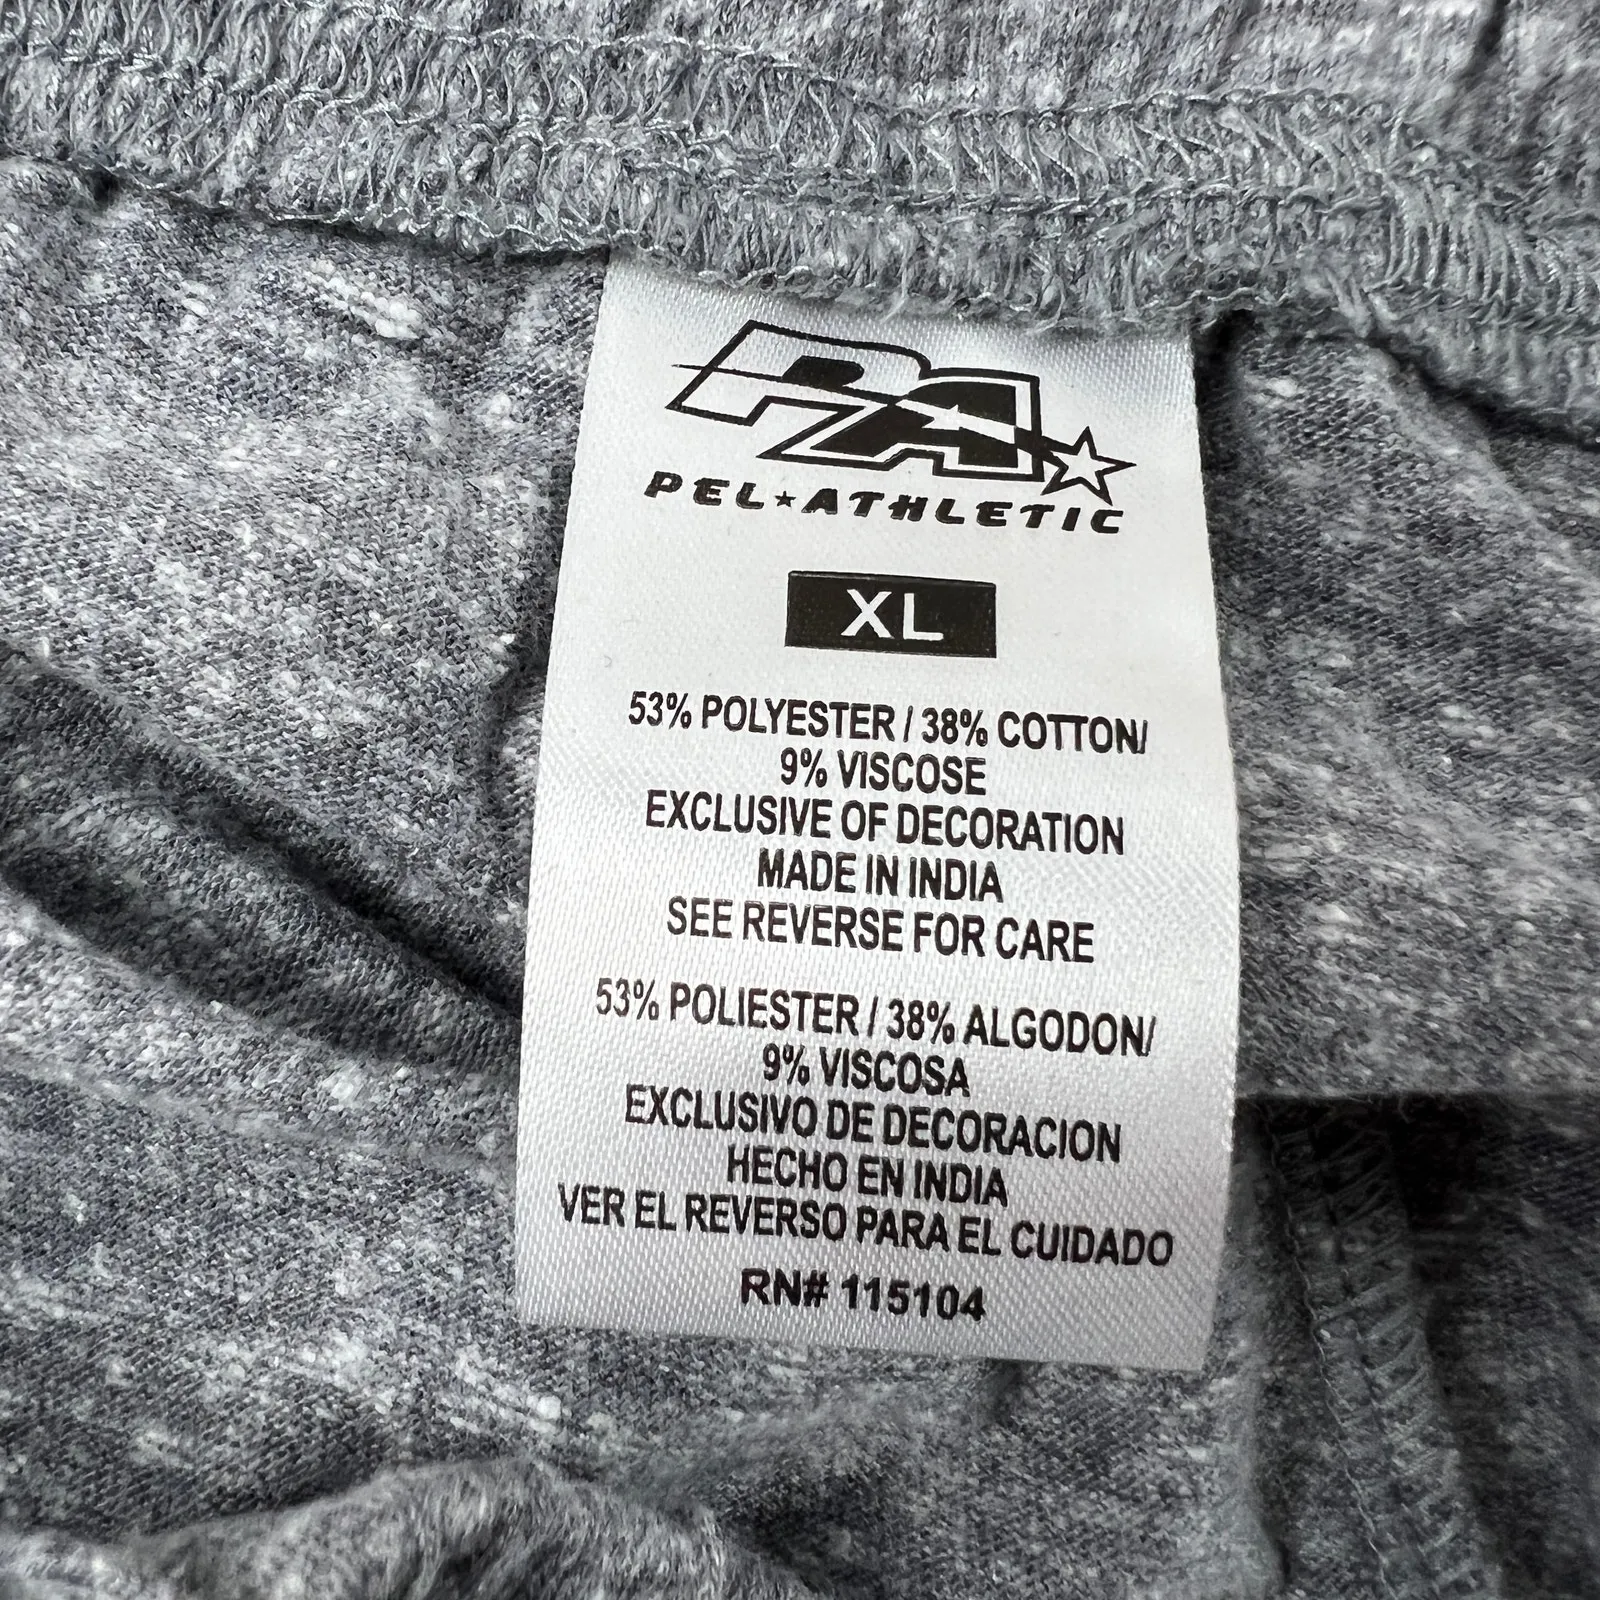 PA
PEL★ATHLETIC
XL
53% POLYESTER / 38% COTTON/
9% VISCOSE
EXCLUSIVE OF DECORATION
MADE IN INDIA
SEE REVERSE FOR CARE
53% POLIESTER / 38% ALGODON/
9% VISCOSA
EXCLUSIVO DE DECORACION
HECHO EN INDIA
VER EL REVERSO PARA EL CUIDADO
RN# 115104